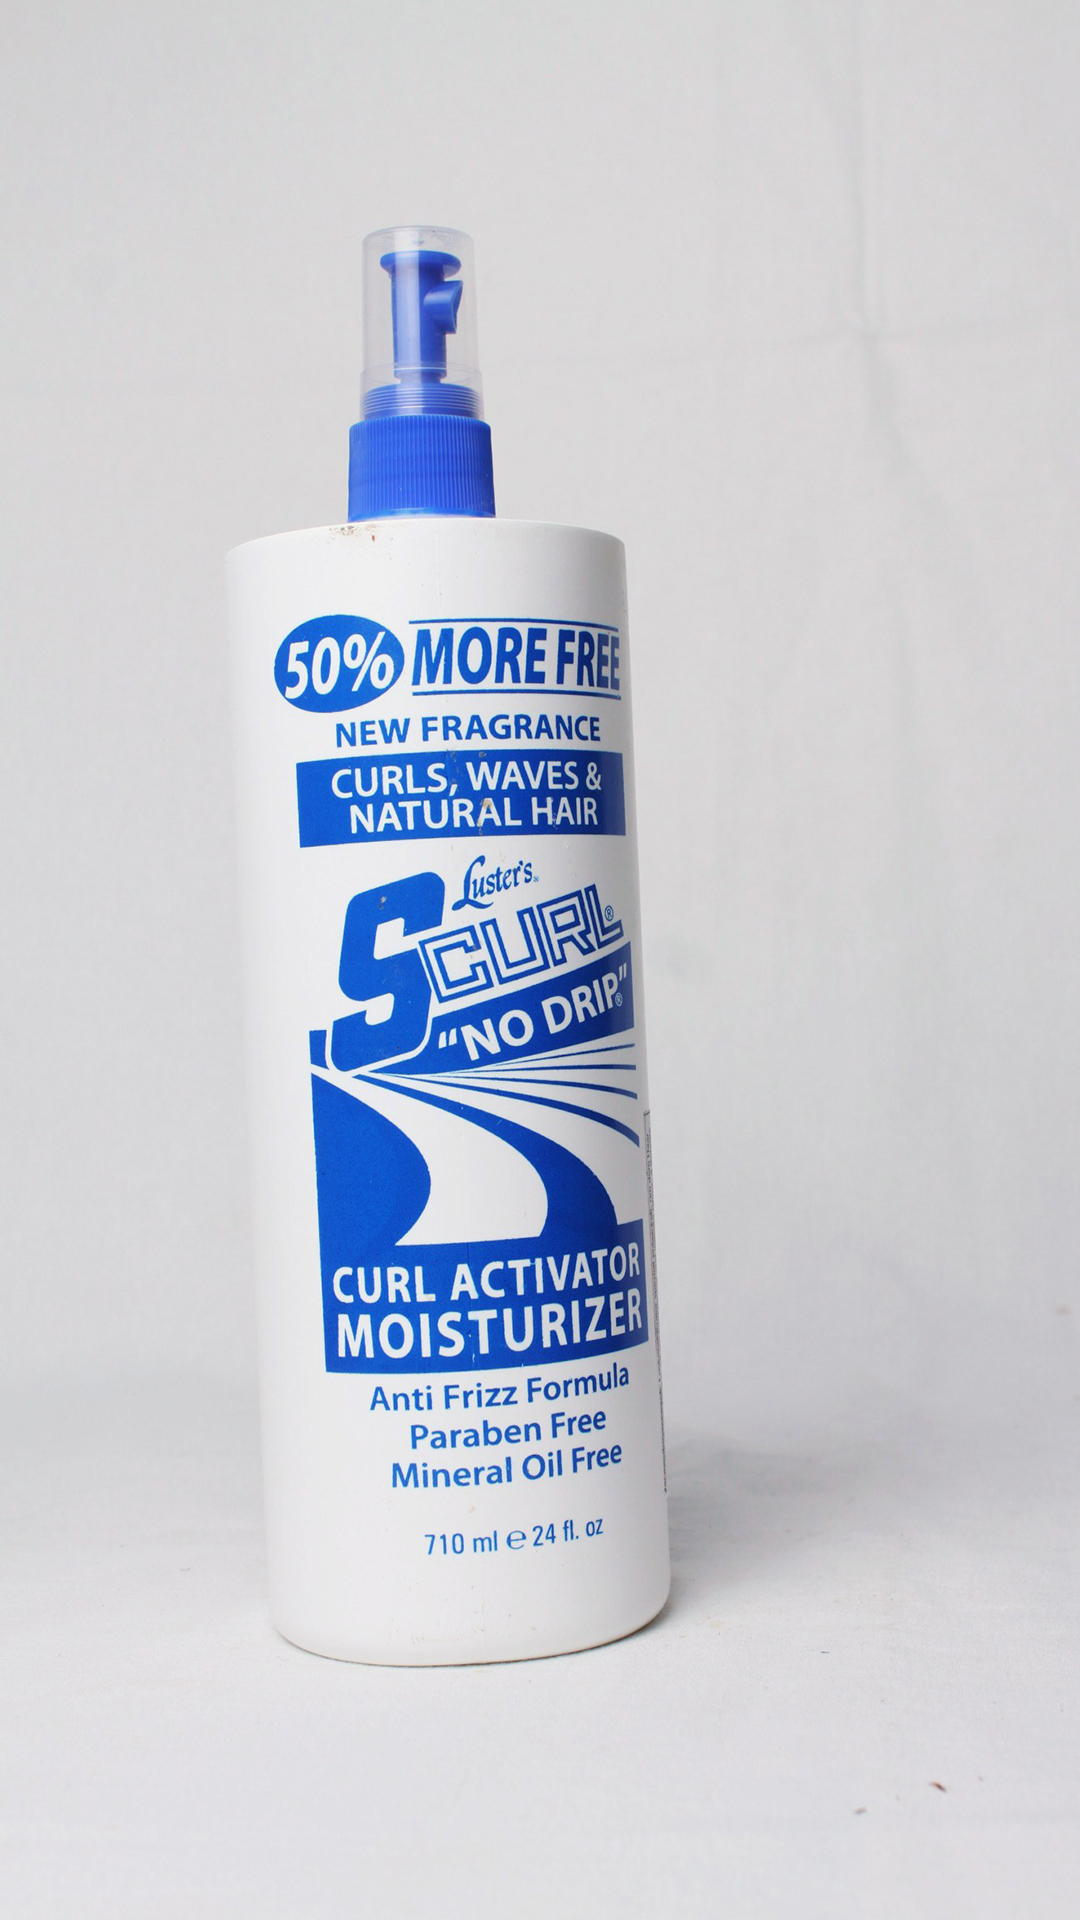 50% MORE FREE
NEW FRAGRANCE
CURLS, WAVES &
NATURAL HAIR
Luster's®
SCURL®
"NO DRIP"®
CURL ACTIVATOR
MOISTURIZER
Anti Frizz Formula
Paraben Free
Mineral Oil Free
710 ml ℮ 24 fl. oz